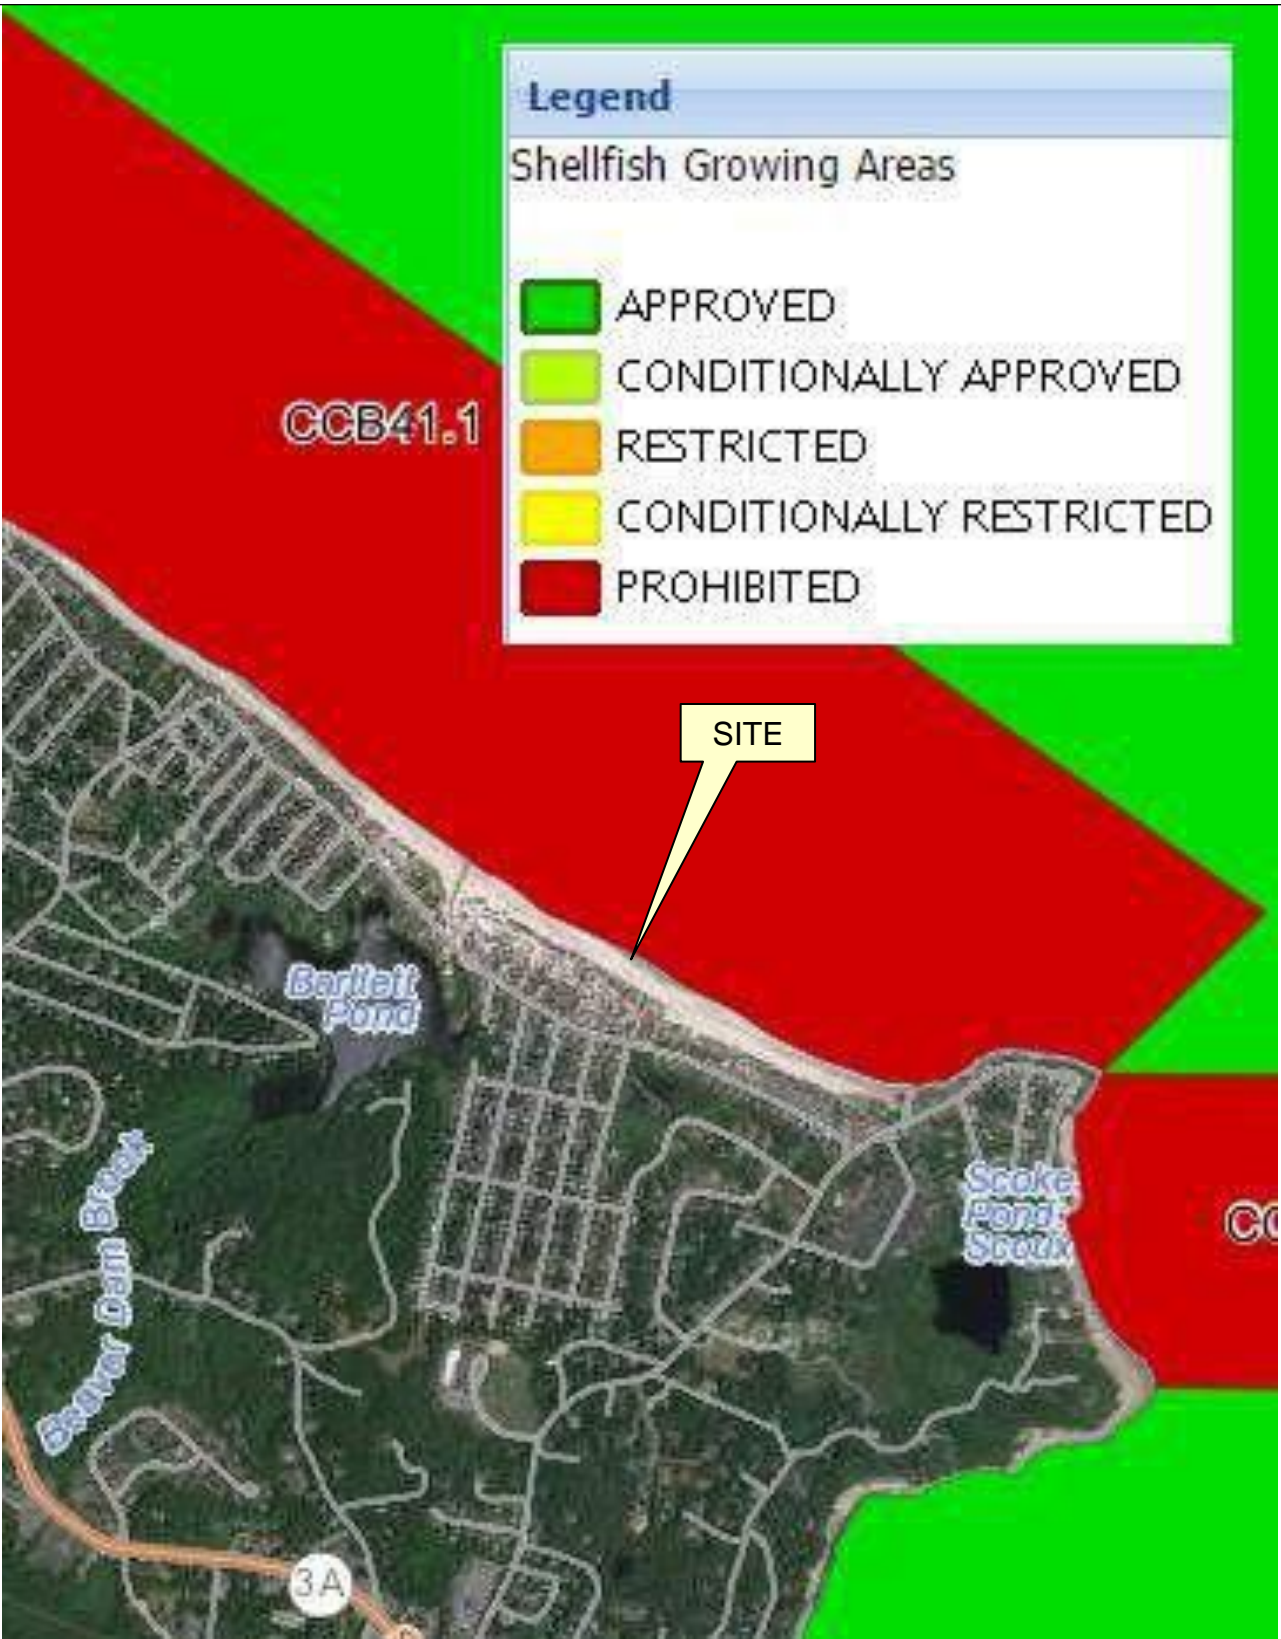 Legend
Shellfish Growing Areas
APPROVED
CONDITIONALLY APPROVED
RESTRICTED
CONDITIONALLY RESTRICTED
PROHIBITED
CCB41.1
SITE
Bartlett
Pond
Beaver Dam Brook
Scoke
Pond:
CC
3A